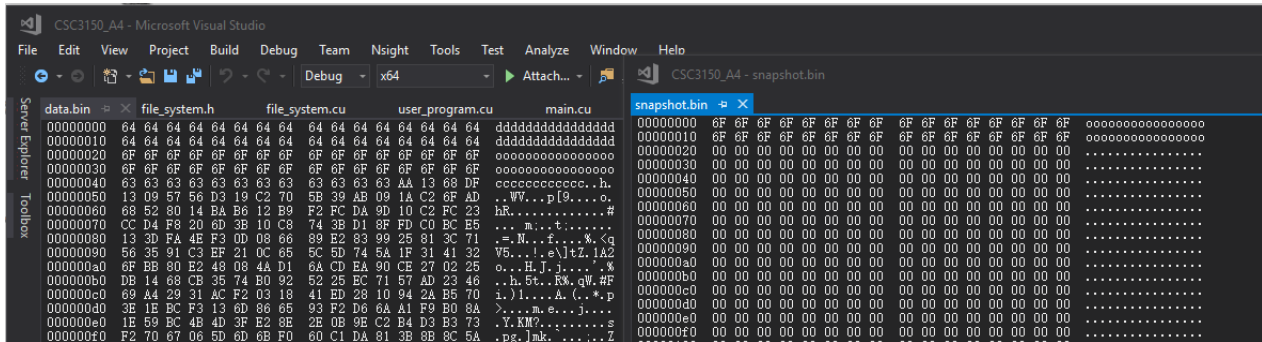 CSC3150_A4 - Microsoft Visual Studio
File Edit View Project Build Debug Team Nsight Tools Test Analyze Window Help
Debug x64 Attach...
Server Explorer
Toolbox
data.bin file_system.h file_system.cu user_program.cu main.cu
00000000 64 64 64 64 64 64 64 64 64 64 64 64 64 64 64 64 dddddddddddddddd
00000010 64 64 64 64 64 64 64 64 64 64 64 64 64 64 64 64 dddddddddddddddd
00000020 6F 6F 6F 6F 6F 6F 6F 6F 6F 6F 6F 6F 6F 6F 6F 6F oooooooooooooooo
00000030 6F 6F 6F 6F 6F 6F 6F 6F 6F 6F 6F 6F 6F 6F 6F 6F oooooooooooooooo
00000040 63 63 63 63 63 63 63 63 63 63 63 63 AA 13 68 DF cccccccccccc..h.
00000050 13 09 57 56 D3 19 C2 70 5B 39 AB 09 1A C2 6F AD ..WV...p[9....o.
00000060 68 52 80 14 BA B6 12 B9 F2 FC DA 9D 10 C2 FC 23 hR.............#
00000070 CC D4 F8 20 6D 3B 10 C8 74 3B D1 8F FD C0 BC E5 ... m;..t;......
00000080 13 3D FA 4E F3 0D 08 66 89 E2 83 99 25 81 3C 71 .=.N...f....%.<q
00000090 56 35 91 C3 EF 21 0C 65 5C 5D 74 5A 1F 31 41 32 V5...!.e\]tZ.1A2
000000a0 6F BB 80 E2 48 08 4A D1 6A CD EA 90 CE 27 02 25 o...H.J.j....'.%
000000b0 DB 14 68 CB 35 74 B0 92 52 25 EC 71 57 AD 23 46 ..h.5t..R%.qW.#F
000000c0 69 A4 29 31 AC F2 03 18 41 ED 28 10 94 2A B5 70 i.)1....A.(..*.p
000000d0 3E 1E BC F3 13 6D 86 65 93 F2 D6 6A A1 F9 B0 8A >....m.e...j....
000000e0 1E 59 BC 4B 4D 3F E2 8E 2E 0B 9E C2 B4 D3 B3 73 .Y.KM?.........s
000000f0 F2 70 67 06 5D 6D 6B F0 60 C1 DA 81 3B 8B 8C 5A .pg.]mk.`...;..Z
CSC3150_A4 - snapshot.bin
snapshot.bin
00000000 6F 6F 6F 6F 6F 6F 6F 6F 6F 6F 6F 6F 6F 6F 6F 6F oooooooooooooooo
00000010 6F 6F 6F 6F 6F 6F 6F 6F 6F 6F 6F 6F 6F 6F 6F 6F oooooooooooooooo
00000020 00 00 00 00 00 00 00 00 00 00 00 00 00 00 00 00 ................
00000030 00 00 00 00 00 00 00 00 00 00 00 00 00 00 00 00 ................
00000040 00 00 00 00 00 00 00 00 00 00 00 00 00 00 00 00 ................
00000050 00 00 00 00 00 00 00 00 00 00 00 00 00 00 00 00 ................
00000060 00 00 00 00 00 00 00 00 00 00 00 00 00 00 00 00 ................
00000070 00 00 00 00 00 00 00 00 00 00 00 00 00 00 00 00 ................
00000080 00 00 00 00 00 00 00 00 00 00 00 00 00 00 00 00 ................
00000090 00 00 00 00 00 00 00 00 00 00 00 00 00 00 00 00 ................
000000a0 00 00 00 00 00 00 00 00 00 00 00 00 00 00 00 00 ................
000000b0 00 00 00 00 00 00 00 00 00 00 00 00 00 00 00 00 ................
000000c0 00 00 00 00 00 00 00 00 00 00 00 00 00 00 00 00 ................
000000d0 00 00 00 00 00 00 00 00 00 00 00 00 00 00 00 00 ................
000000e0 00 00 00 00 00 00 00 00 00 00 00 00 00 00 00 00 ................
000000f0 00 00 00 00 00 00 00 00 00 00 00 00 00 00 00 00 ................